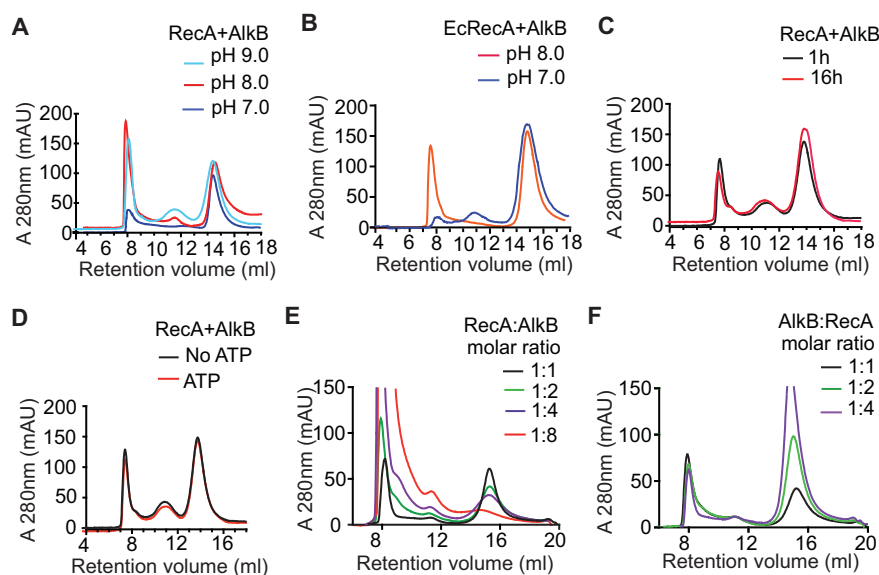 A
RecA+AlkB
pH 9.0
pH 8.0
pH 7.0
A 280nm (mAU)
200
150
100
50
0
4 6 8 10 12 14 16 18
Retention volume (ml)
B
EcRecA+AlkB
pH 8.0
pH 7.0
A 280nm (mAU)
200
150
100
50
0
4 6 8 10 12 14 16 18
Retention volume (ml)
C
RecA+AlkB
1h
16h
A 280nm (mAU)
200
150
100
50
0
4 6 8 10 12 14 16 18
Retention volume (ml)
D
RecA+AlkB
No ATP
ATP
A 280nm (mAU)
200
150
100
50
0
4 8 12 16 18
Retention volume (ml)
E
RecA:AlkB
molar ratio
1:1
1:2
1:4
1:8
A 280nm (mAU)
150
100
50
0
8 12 16 20
Retention volume (ml)
F
AlkB:RecA
molar ratio
1:1
1:2
1:4
A 280nm (mAU)
150
100
50
0
8 12 16 20
Retention volume (ml)